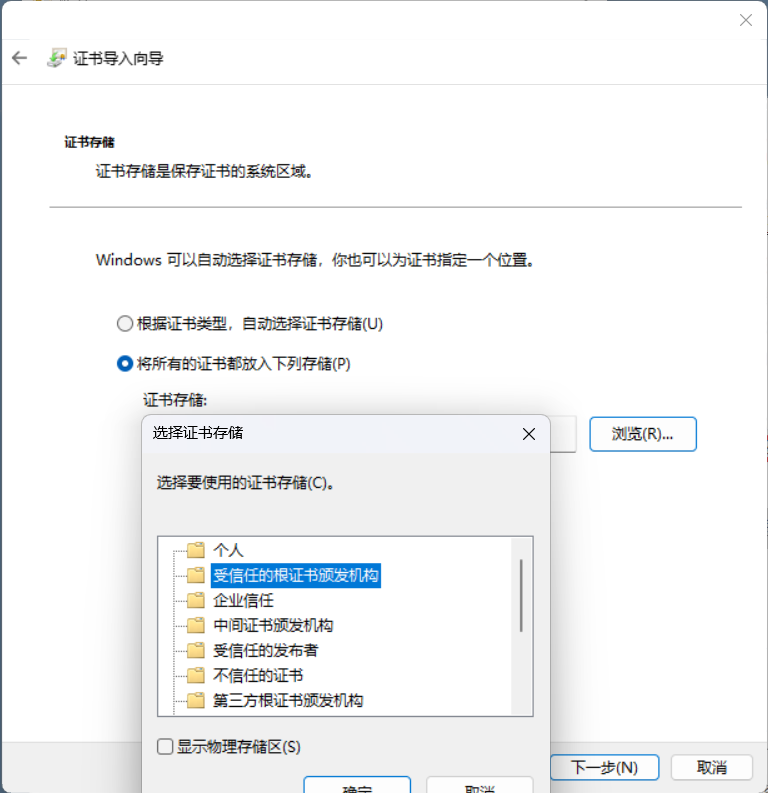 证书导入向导
证书存储
证书存储是保存证书的系统区域。
Windows 可以自动选择证书存储，你也可以为证书指定一个位置。
根据证书类型，自动选择证书存储(U)
将所有的证书都放入下列存储(P)
证书存储:
浏览(R)...
选择证书存储
选择要使用的证书存储(C)。
个人
受信任的根证书颁发机构
企业信任
中间证书颁发机构
受信任的发布者
不信任的证书
第三方根证书颁发机构
显示物理存储区(S)
确定
取消
下一步(N)
取消